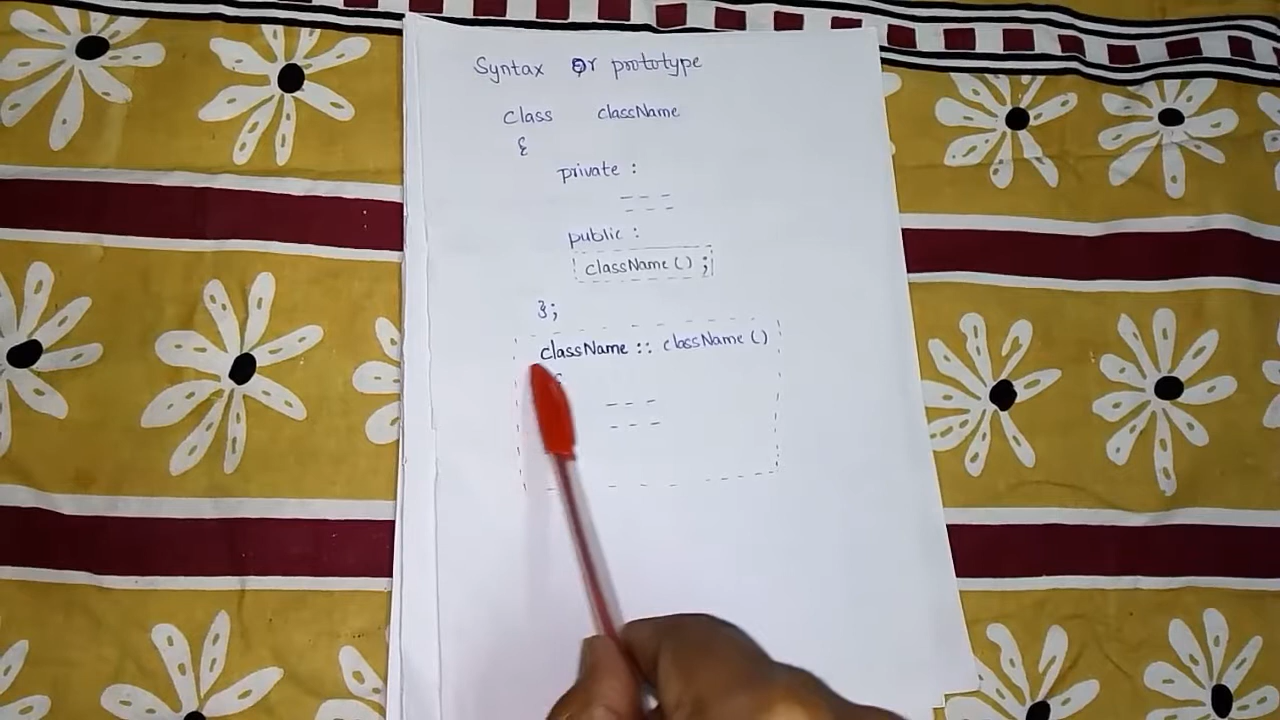 Syntax Or prototype
class className
{
private :
- - -
- - -
public :
className ( ) ;
} ;
className : : className ( )
{
- - -
- - -